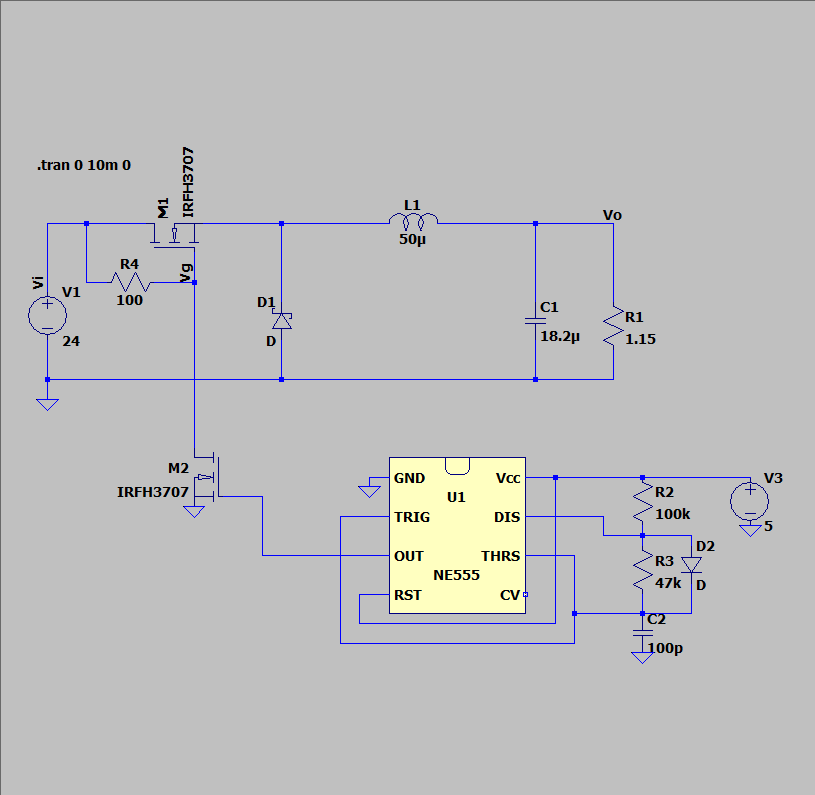 .tran 0 10m 0
M1
IRFH3707
L1
50µ
Vo
R4
100
Vg
Vi
V1
24
D1
D
C1
18.2µ
R1
1.15
M2
IRFH3707
GND
Vcc
U1
TRIG
DIS
OUT
THRS
NE555
RST
CV
R2
100k
V3
5
R3
47k
D2
D
C2
100p